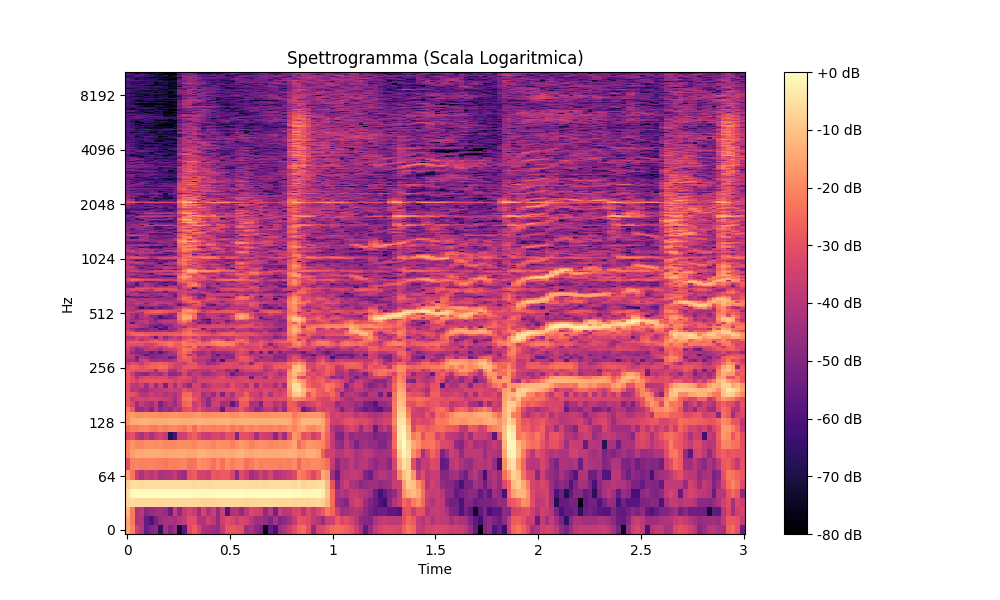 Spettrogramma (Scala Logaritmica)
Hz
8192
4096
2048
1024
512
256
128
64
0
0
0.5
1
1.5
2
2.5
3
Time
+0 dB
-10 dB
-20 dB
-30 dB
-40 dB
-50 dB
-60 dB
-70 dB
-80 dB